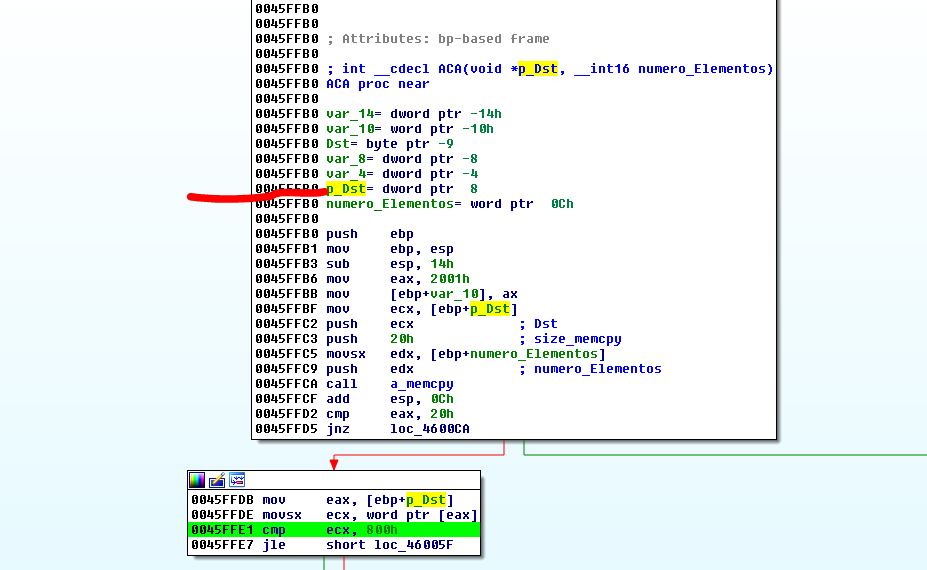 0045FFB0
0045FFB0
0045FFB0 ; Attributes: bp-based frame
0045FFB0
0045FFB0 ; int __cdecl ACA(void *p_Dst, __int16 numero_Elementos)
0045FFB0 ACA proc near
0045FFB0
0045FFB0 var_14= dword ptr -14h
0045FFB0 var_10= word ptr -10h
0045FFB0 Dst= byte ptr -9
0045FFB0 var_8= dword ptr -8
0045FFB0 var_4= dword ptr -4
0045FFB0 p_Dst= dword ptr  8
0045FFB0 numero_Elementos= word ptr  0Ch
0045FFB0
0045FFB0 push    ebp
0045FFB1 mov     ebp, esp
0045FFB3 sub     esp, 14h
0045FFB6 mov     eax, 2001h
0045FFBB mov     [ebp+var_10], ax
0045FFBF mov     ecx, [ebp+p_Dst]
0045FFC2 push    ecx             ; Dst
0045FFC3 push    20h             ; size_memcpy
0045FFC5 movsx   edx, [ebp+numero_Elementos]
0045FFC9 push    edx             ; numero_Elementos
0045FFCA call    a_memcpy
0045FFCF add     esp, 0Ch
0045FFD2 cmp     eax, 20h
0045FFD5 jnz     loc_4600CA
0045FFDB mov     eax, [ebp+p_Dst]
0045FFDE movsx   ecx, word ptr [eax]
0045FFE1 cmp     ecx, 800h
0045FFE7 jle     short loc_46005F